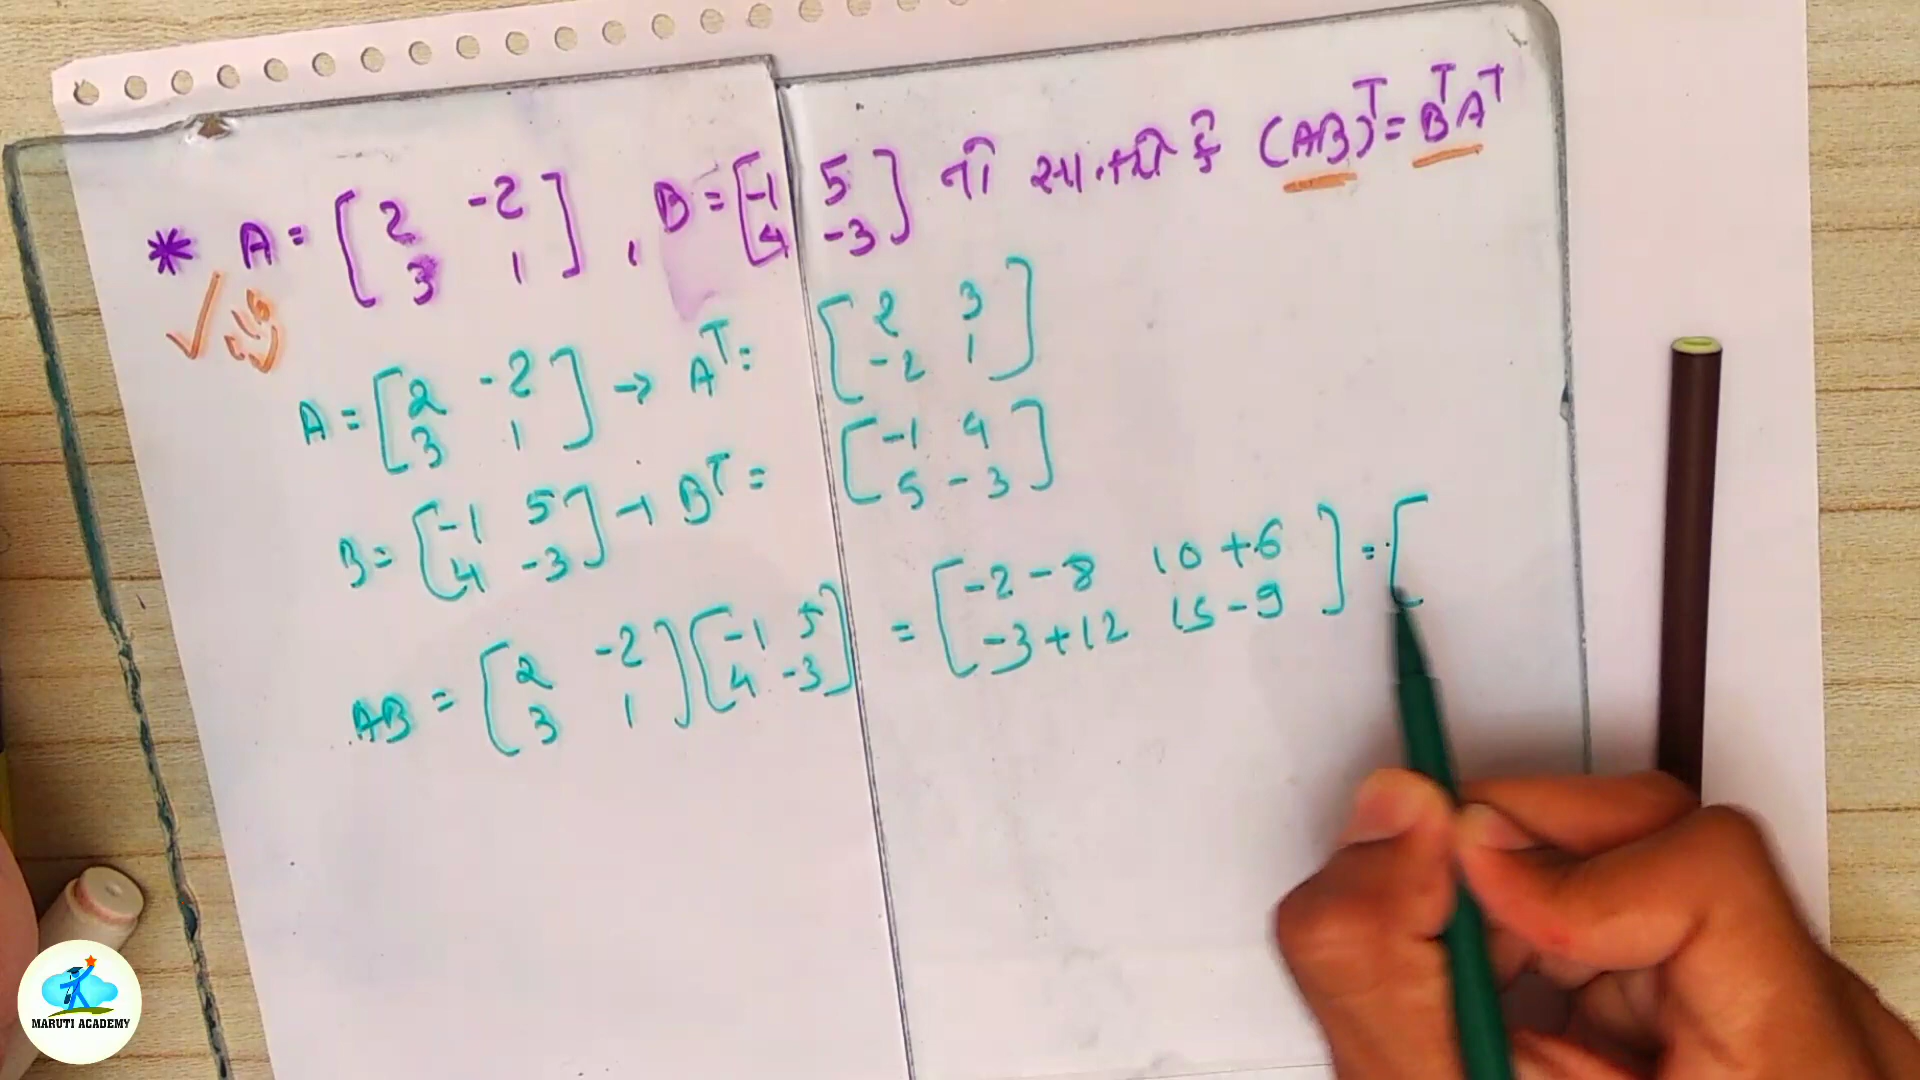 * A = [2 -2
3 1], B = [-1 5
4 -3] તો (AB)^T = B^T A^T
A = [2 -2
3 1] → A^T = [2 3
-2 1]
B = [-1 5
4 -3] → B^T = [-1 4
5 -3]
AB = [2 -2
3 1] [-1 5
4 -3] = [-2-8 10+6
-3+12 15-9] = [
MARUTI ACADEMY